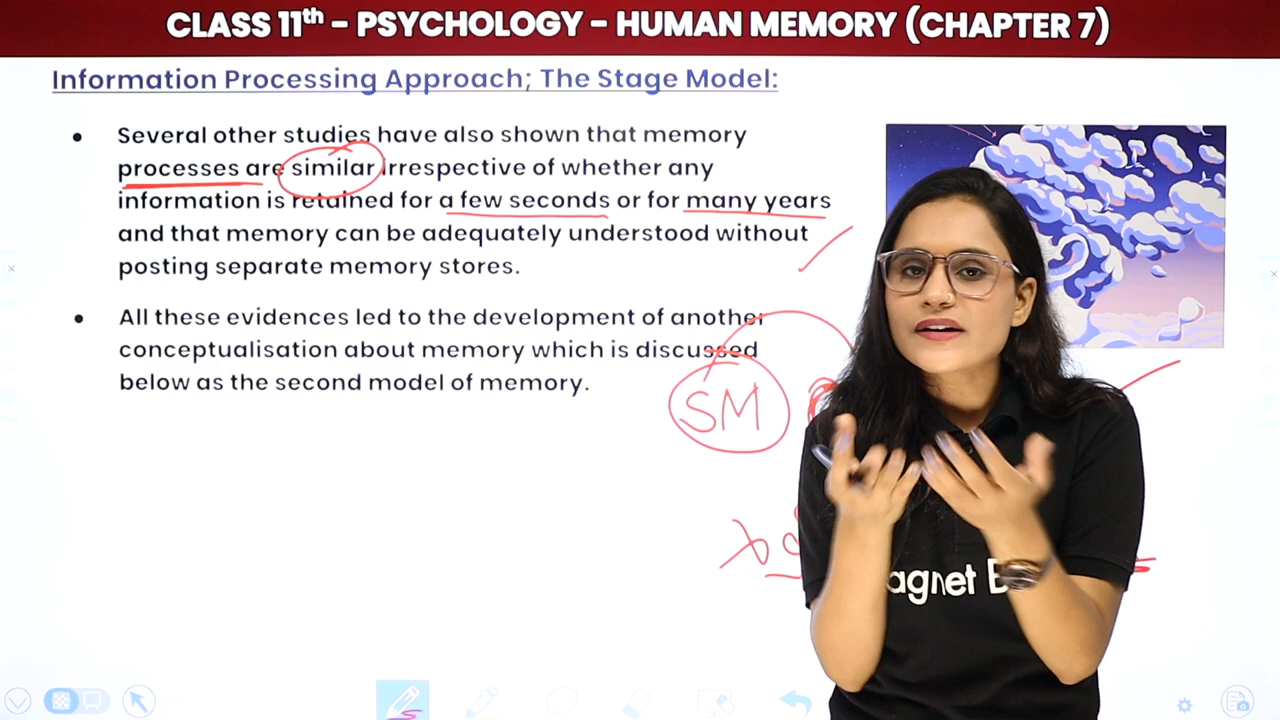 CLASS 11th - PSYCHOLOGY - HUMAN MEMORY (CHAPTER 7)
Information Processing Approach; The Stage Model:
• Several other studies have also shown that memory
processes are similar irrespective of whether any
information is retained for a few seconds or for many years
and that memory can be adequately understood without
posting separate memory stores.
• All these evidences led to the development of another
conceptualisation about memory which is discussed
below as the second model of memory.
SM
agnet B